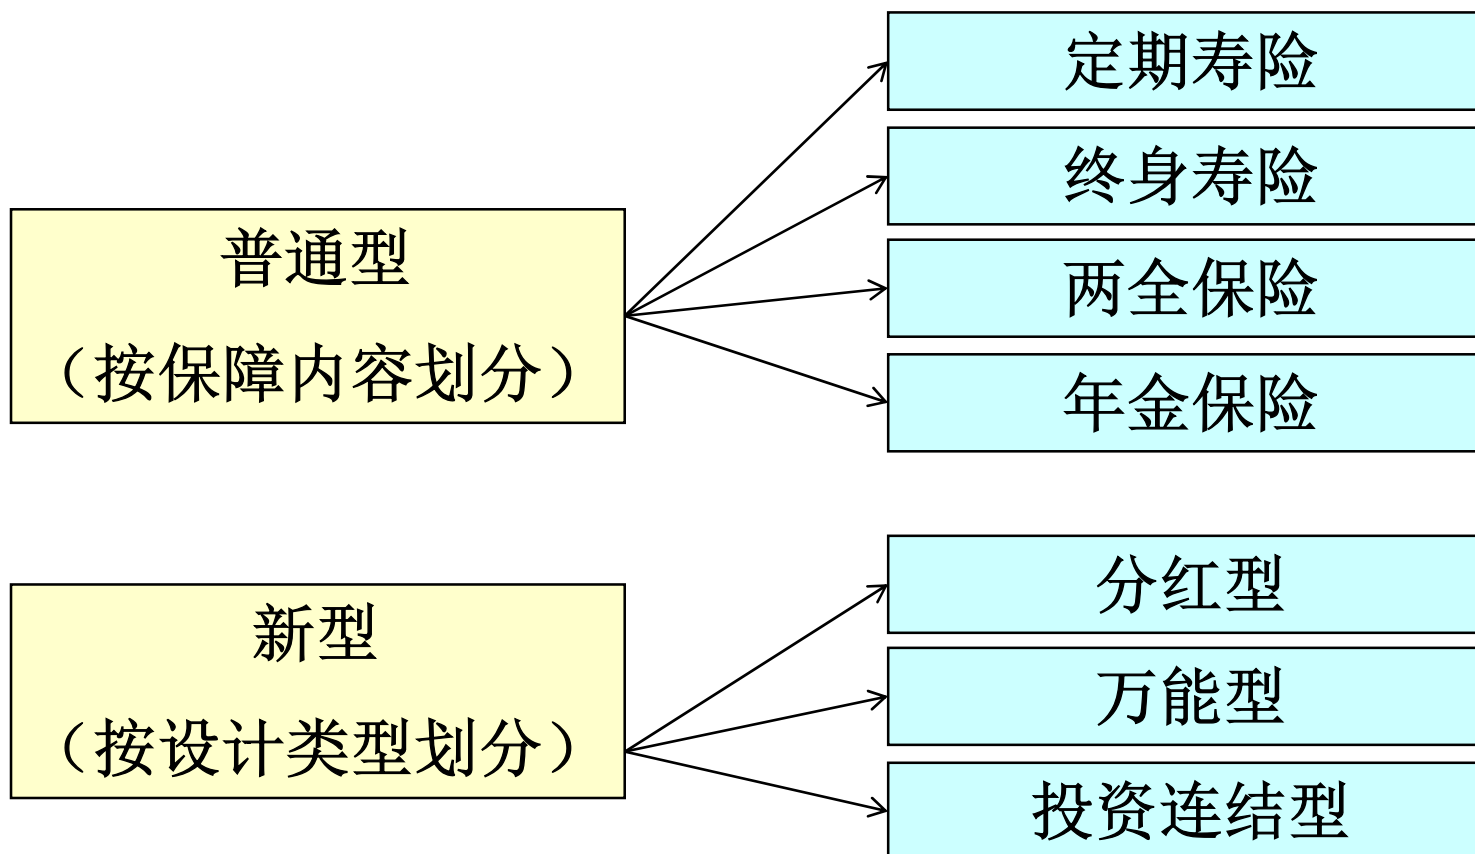 普通型
（按保障内容划分）
定期寿险
终身寿险
两全保险
年金保险
新型
（按设计类型划分）
分红型
万能型
投资连结型